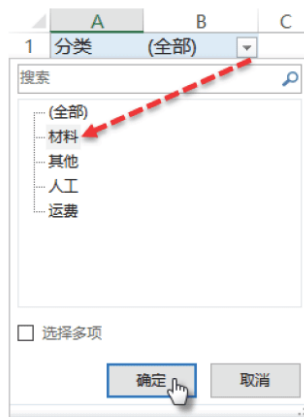 A B C
1 分类 (全部)
搜索
(全部)
材料
其他
人工
运费
选择多项
确定 取消